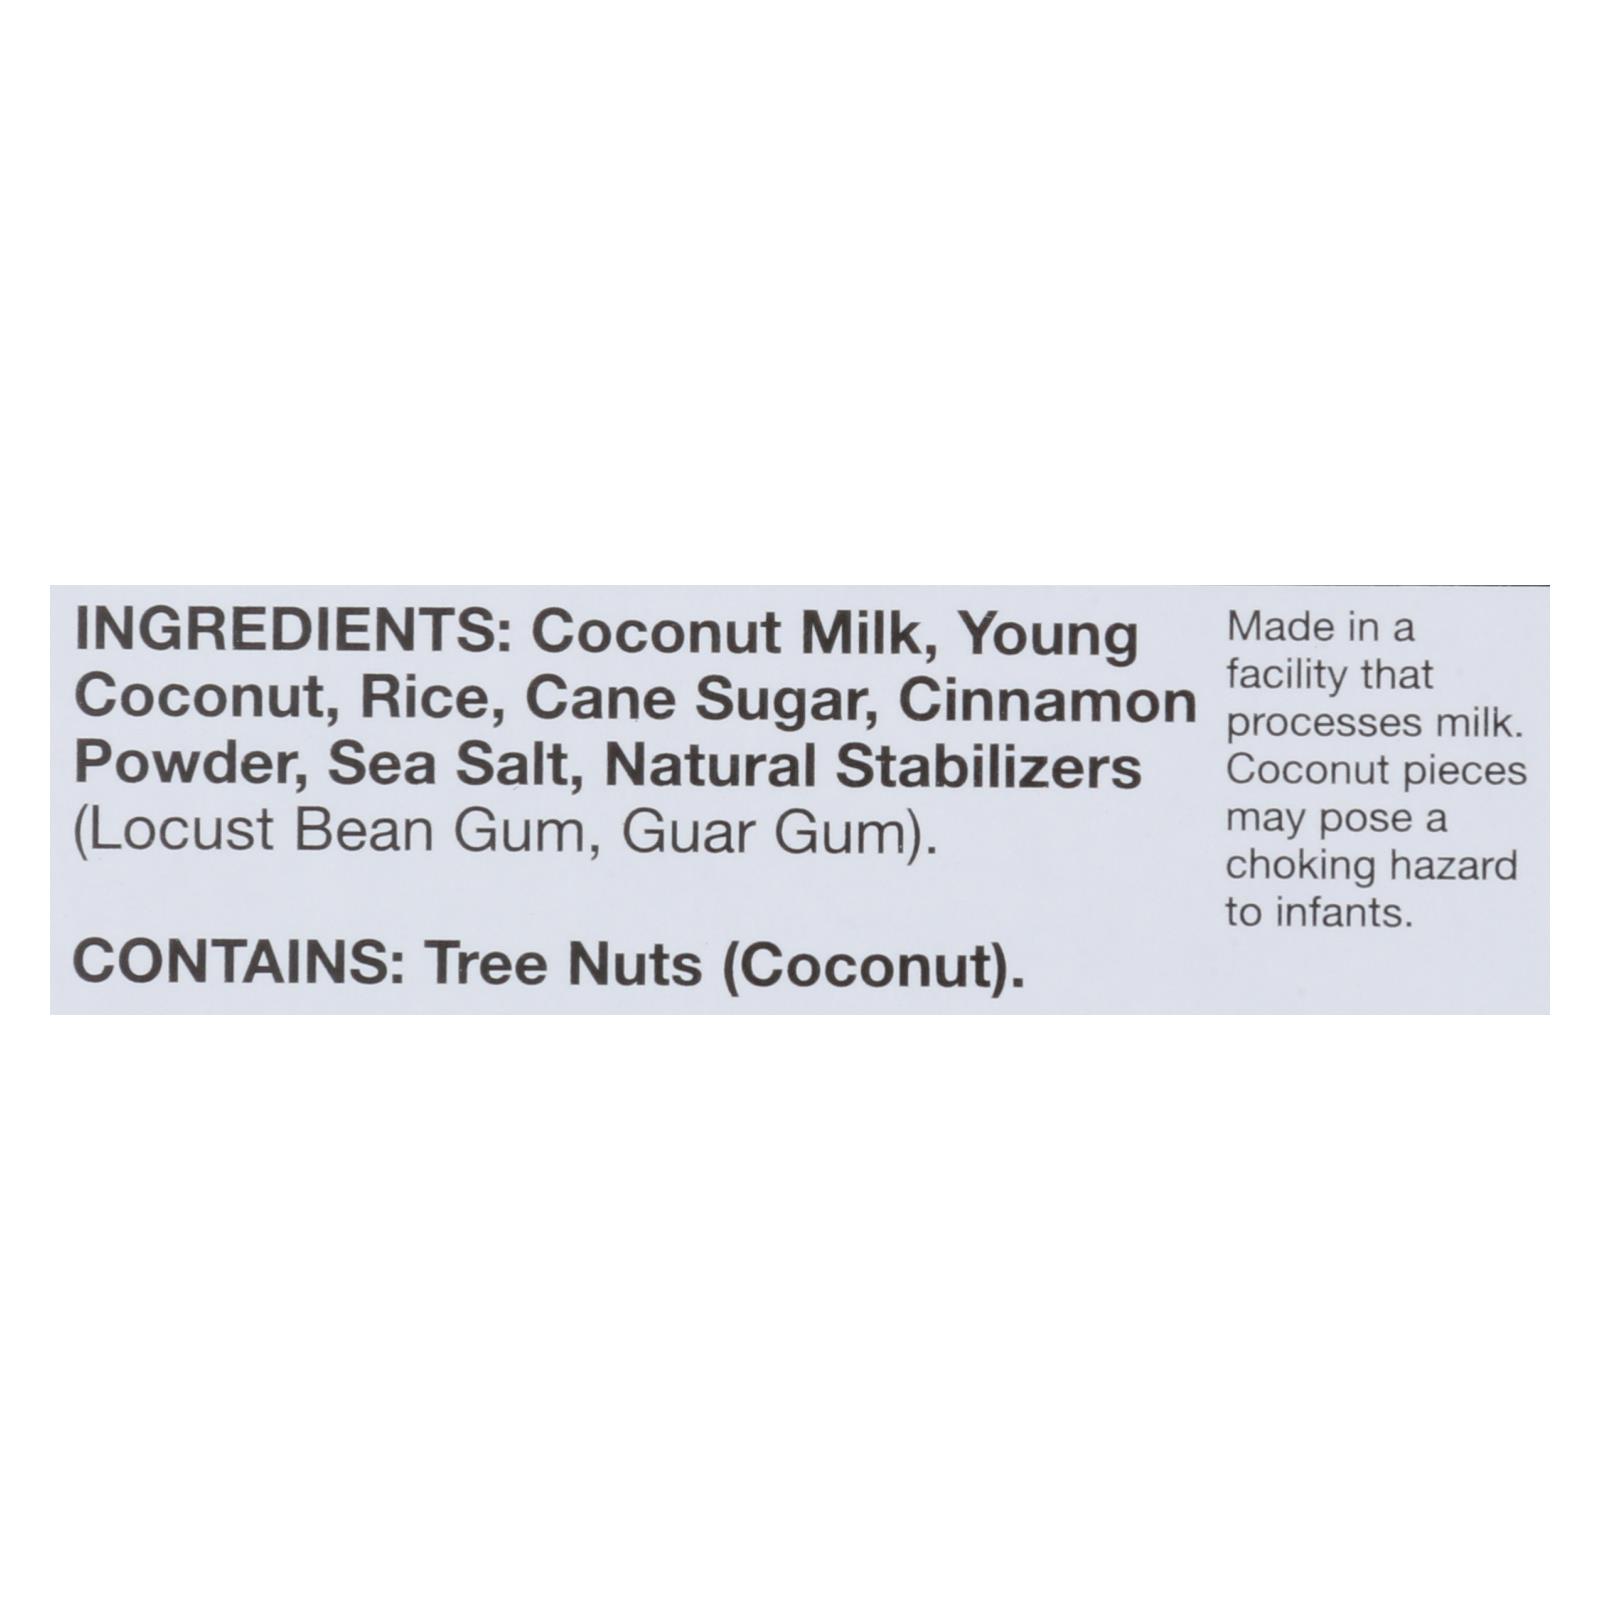 INGREDIENTS: Coconut Milk, Young
Coconut, Rice, Cane Sugar, Cinnamon
Powder, Sea Salt, Natural Stabilizers
(Locust Bean Gum, Guar Gum).
CONTAINS: Tree Nuts (Coconut).
Made in a
facility that
processes milk.
Coconut pieces
may pose a
choking hazard
to infants.